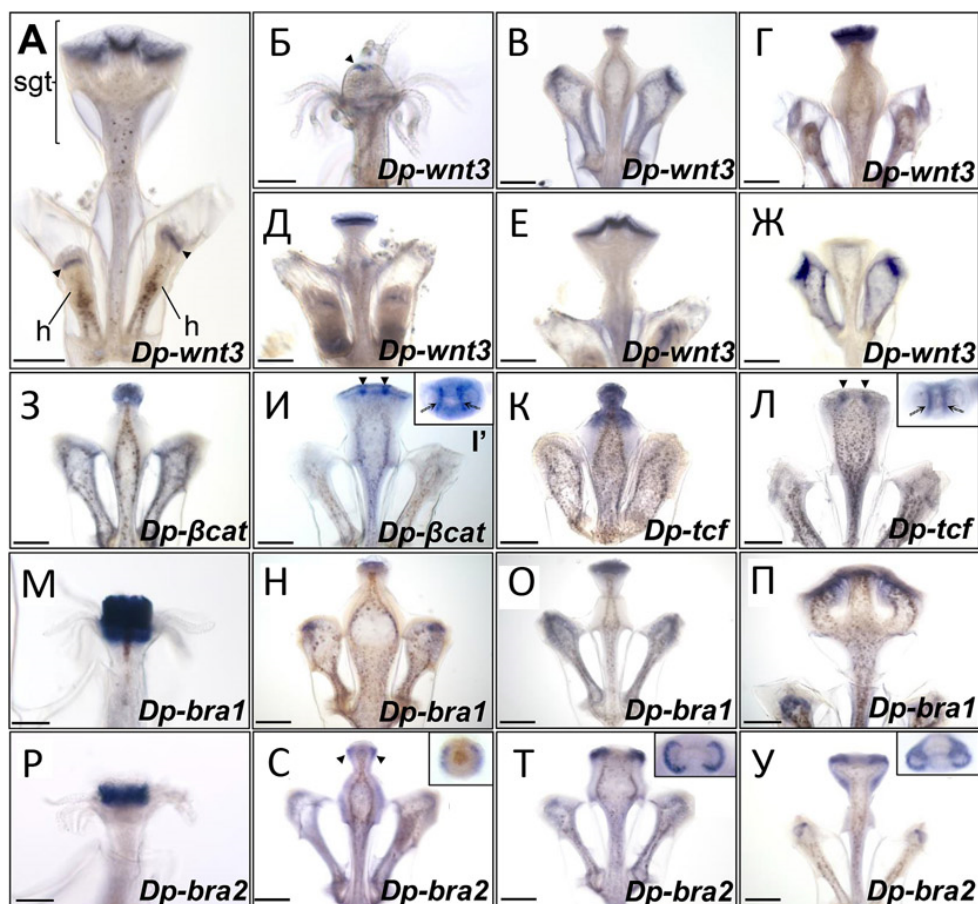 А
sgt
h
h
Dp-wnt3
Б
Dp-wnt3
В
Dp-wnt3
Г
Dp-wnt3
Д
Dp-wnt3
Е
Dp-wnt3
Ж
Dp-wnt3
З
Dp-βcat
И
I'
Dp-βcat
К
Dp-tcf
Л
Dp-tcf
М
Dp-bra1
Н
Dp-bra1
О
Dp-bra1
П
Dp-bra1
Р
Dp-bra2
С
Dp-bra2
Т
Dp-bra2
У
Dp-bra2